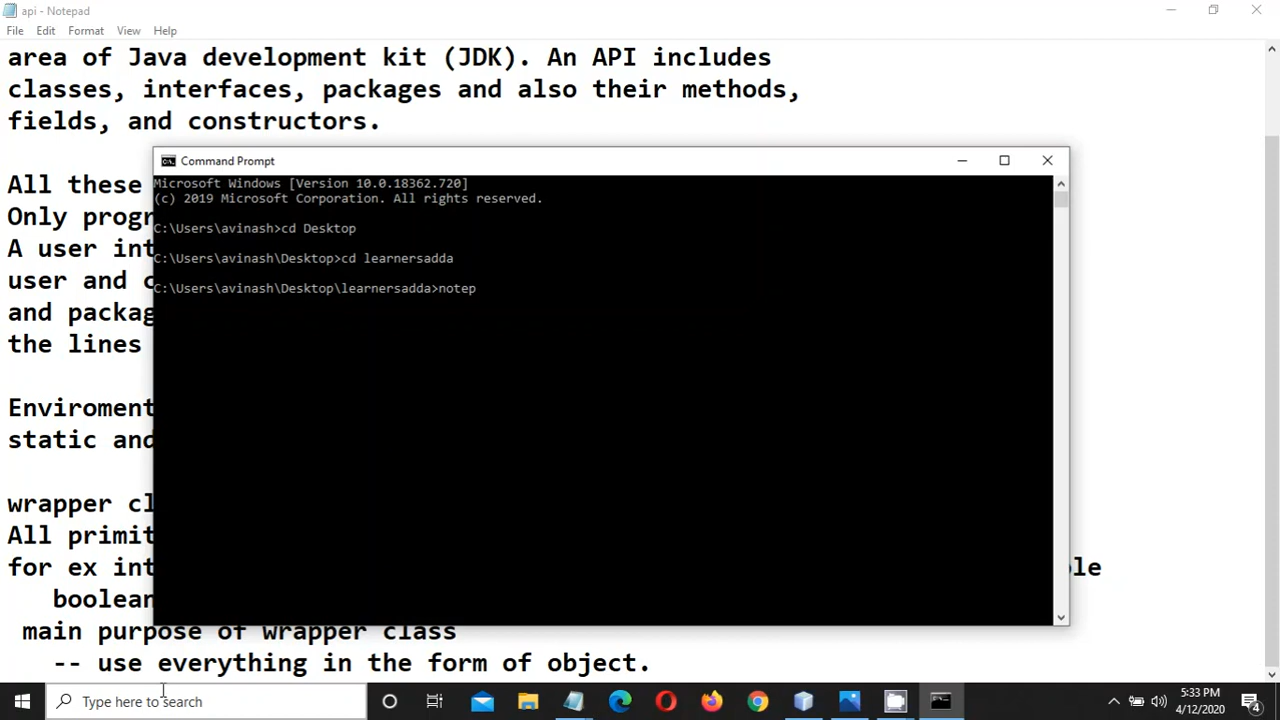 api - Notepad
File Edit Format View Help
area of Java development kit (JDK). An API includes
classes, interfaces, packages and also their methods,
fields, and constructors.
All these
Only progr
A user int
user and c
and packag
the lines
Enviroment
static and
wrapper cl
All primit
for ex int
ole
boolean
main purpose of wrapper class
-- use everything in the form of object.
Command Prompt
Microsoft Windows [Version 10.0.18362.720]
(c) 2019 Microsoft Corporation. All rights reserved.
C:\Users\avinash>cd Desktop
C:\Users\avinash\Desktop>cd learnersadda
C:\Users\avinash\Desktop\learnersadda>notep
Type here to search
5:33 PM
4/12/2020
4